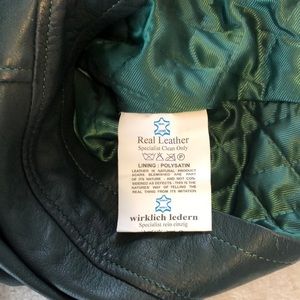 Real Leather
Specialist Clean Only
LINING : POLYSATIN
LEATHER IS NATURAL PRODUCT
SCARS, BLEMISHES ARE PART
OF ITS NATURE - AND NOT CON-
SIDERED AS DEFECTS - THIS IS THE
NATURES' WAY OF TELLING THE
REAL THING FROM ITS IMITATION.
wirklich ledern
Specialist rein einzig